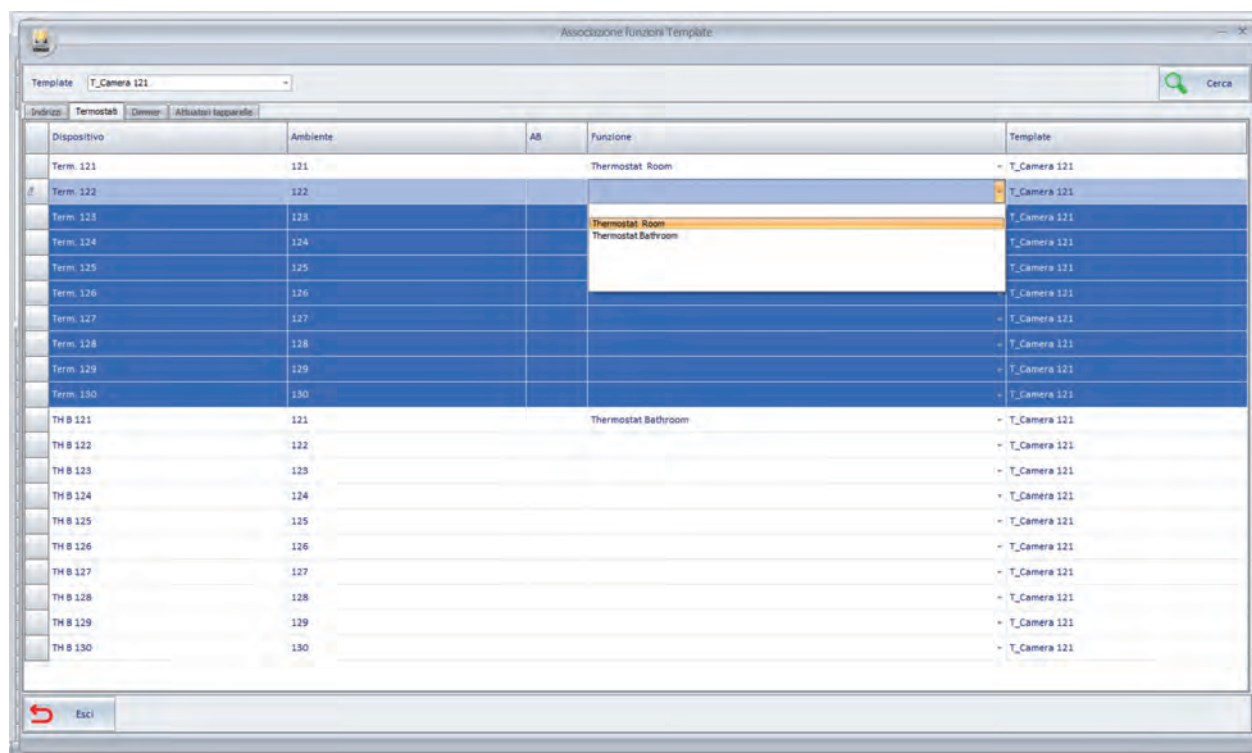 Associazione funzioni Template
Template T_Camera 121
Cerca
Indirizzi Termostati Dimmer Attuatori tapparelle
Dispositivo Ambiente AB Funzione Template
Term. 121 121 Thermostat Room T_Camera 121
Term. 122 122 T_Camera 121
Term. 123 123 T_Camera 121
Thermostat Room
Term. 124 124 T_Camera 121
Thermostat Bathroom
Term. 125 125 T_Camera 121
Term. 126 126 T_Camera 121
Term. 127 127 T_Camera 121
Term. 128 128 T_Camera 121
Term. 129 129 T_Camera 121
Term. 130 130 T_Camera 121
TH B 121 121 Thermostat Bathroom T_Camera 121
TH B 122 122 T_Camera 121
TH B 123 123 T_Camera 121
TH B 124 124 T_Camera 121
TH B 125 125 T_Camera 121
TH B 126 126 T_Camera 121
TH B 127 127 T_Camera 121
TH B 128 128 T_Camera 121
TH B 129 129 T_Camera 121
TH B 130 130 T_Camera 121
Esci